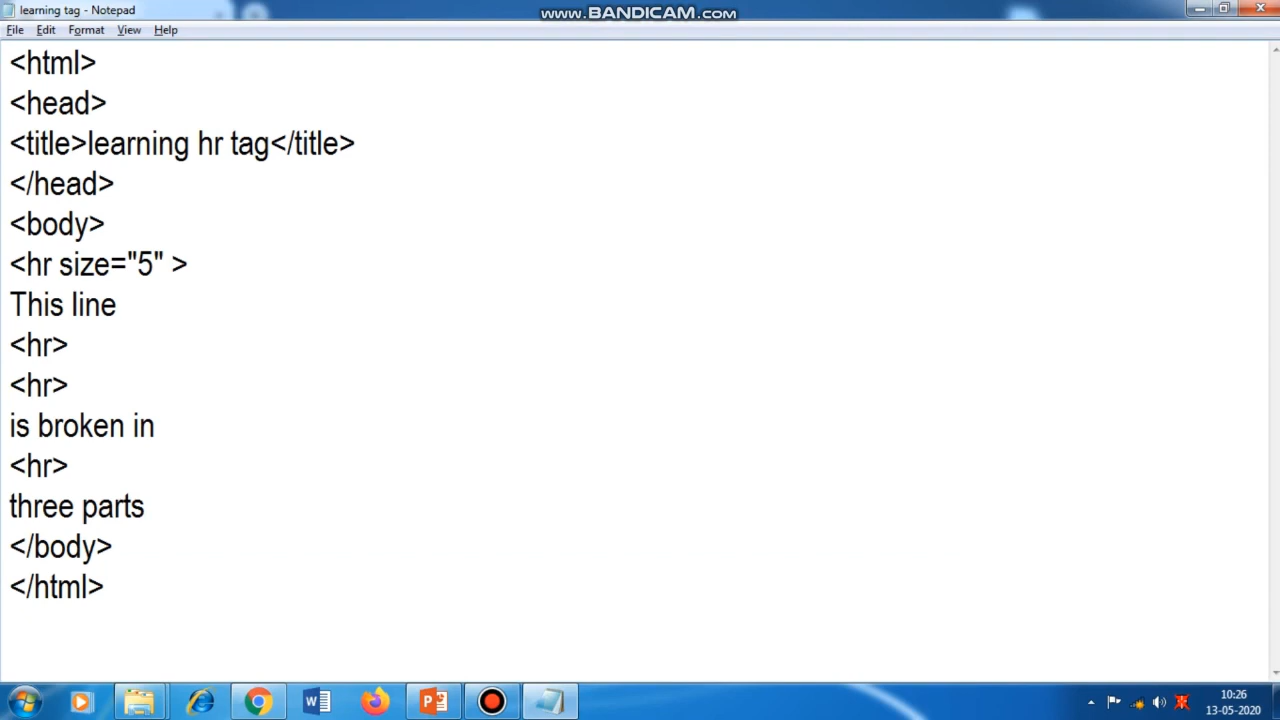 learning tag - Notepad
www.BANDICAM.com
File Edit Format View Help
<html>
<head>
<title>learning hr tag</title>
</head>
<body>
<hr size="5" >
This line
<hr>
<hr>
is broken in
<hr>
three parts
</body>
</html>
10:26
13-05-2020